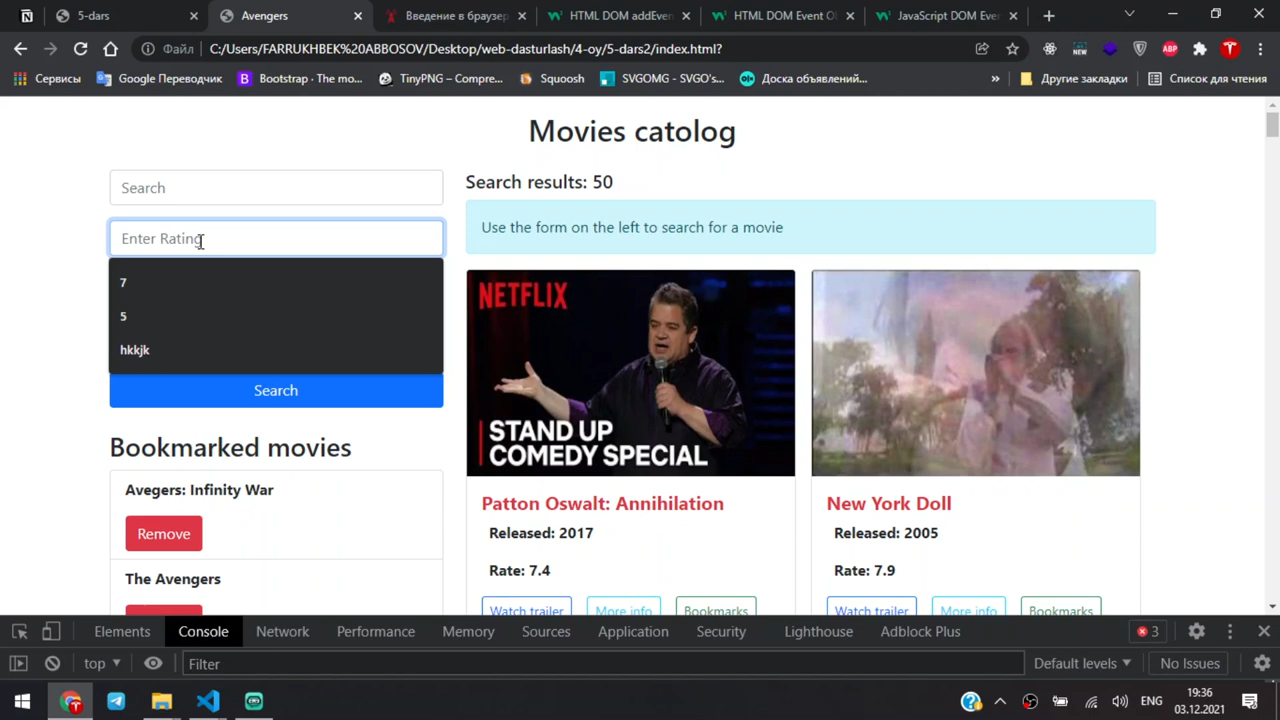 5-dars
Avengers
Введение в браузер
HTML DOM addEven
HTML DOM Event Ob
JavaScript DOM Eve
Файл
C:/Users/FARRUKHBEK%20ABBOSOV/Desktop/web-dasturlash/4-oy/5-dars2/index.html?
Сервисы
Google Переводчик
Bootstrap · The mo...
TinyPNG – Compre...
Squoosh
SVGOMG - SVGO's...
Доска объявлений...
»
Другие закладки
Список для чтения
Movies catolog
Search
Search results: 50
Enter Rating
Use the form on the left to search for a movie
7
5
hkkjk
Search
NETFLIX
STAND UP
COMEDY SPECIAL
Bookmarked movies
Avegers: Infinity War
Remove
The Avengers
Patton Oswalt: Annihilation
Released: 2017
Rate: 7.4
Watch trailer
More info
Bookmarks
New York Doll
Released: 2005
Rate: 7.9
Watch trailer
More info
Bookmarks
Elements
Console
Network
Performance
Memory
Sources
Application
Security
Lighthouse
Adblock Plus
3
top
Filter
Default levels
No Issues
ENG
19:36
03.12.2021